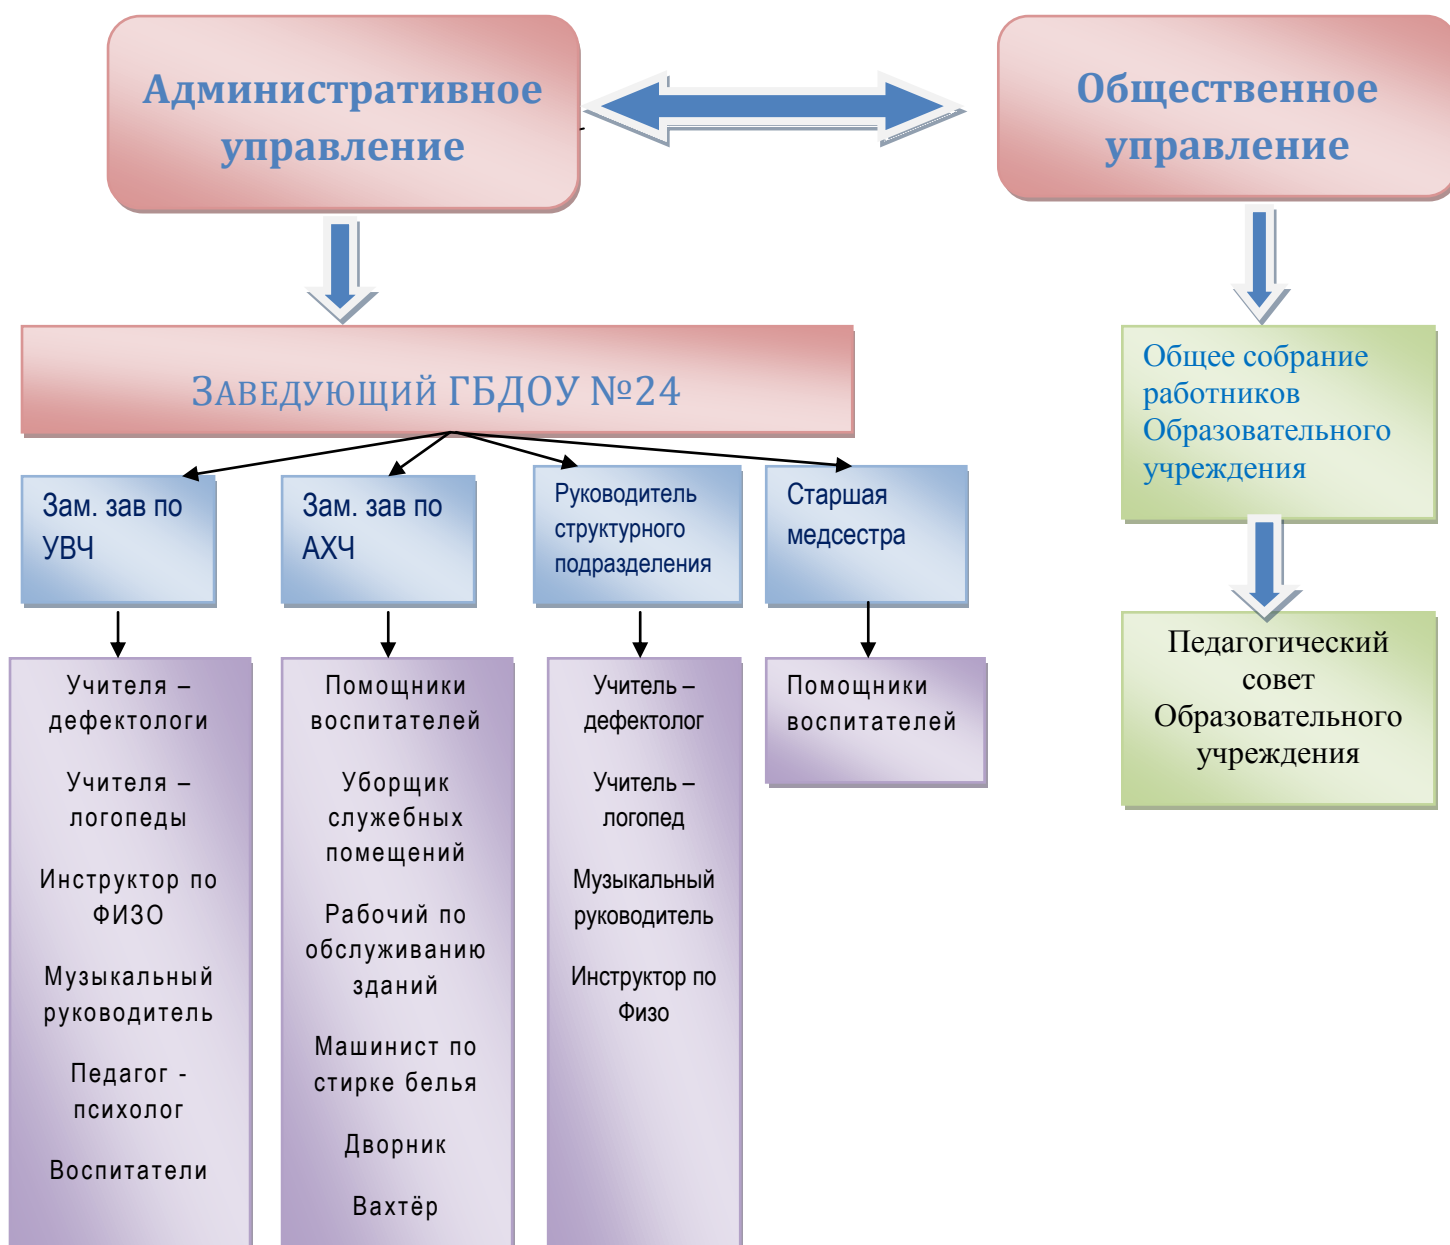 Административное
управление
Общественное
управление
ЗАВЕДУЮЩИЙ ГБДОУ №24
Общее собрание
работников
Образовательного
учреждения
Зам. зав по
УВЧ
Зам. зав по
АХЧ
Руководитель
структурного
подразделения
Старшая
медсестра
Учителя –
дефектологи
Учителя –
логопеды
Инструктор по
ФИЗО
Музыкальный
руководитель
Педагог -
психолог
Воспитатели
Помощники
воспитателей
Уборщик
служебных
помещений
Рабочий по
обслуживанию
зданий
Машинист по
стирке белья
Дворник
Вахтёр
Учитель –
дефектолог
Учитель –
логопед
Музыкальный
руководитель
Инструктор по
Физо
Помощники
воспитателей
Педагогический
совет
Образовательного
учреждения